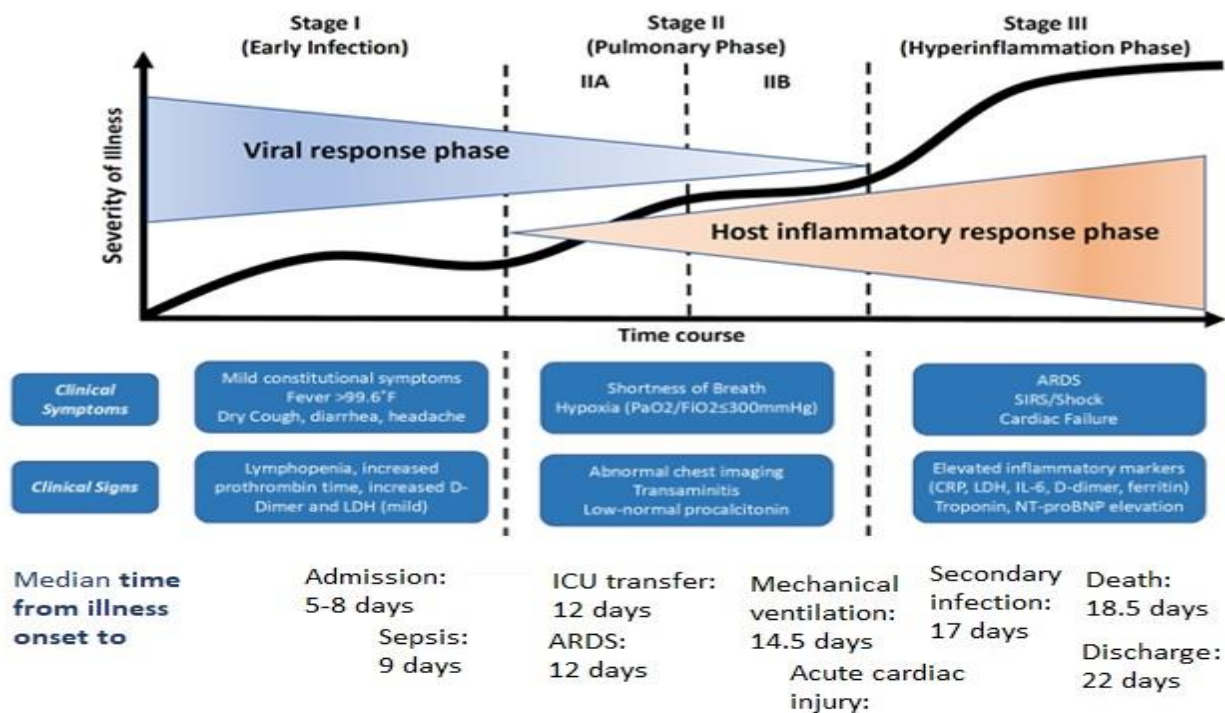 Stage I
(Early Infection)
Stage II
(Pulmonary Phase)
Stage III
(Hyperinflammation Phase)
IIA
IIB
Severity of Illness
Viral response phase
Host inflammatory response phase
Time course
Clinical
Symptoms
Mild constitutional symptoms
Fever >99.6°F
Dry Cough, diarrhea, headache
Shortness of Breath
Hypoxia (PaO2/FiO2≤300mmHg)
ARDS
SIRS/Shock
Cardiac Failure
Clinical Signs
Lymphopenia, increased
prothrombin time, increased D-
Dimer and LDH (mild)
Abnormal chest imaging
Transaminitis
Low-normal procalcitonin
Elevated inflammatory markers
(CRP, LDH, IL-6, D-dimer, ferritin)
Troponin, NT-proBNP elevation
Median time
from illness
onset to
Admission:
5-8 days
Sepsis:
9 days
ICU transfer:
12 days
ARDS:
12 days
Mechanical
ventilation:
14.5 days
Acute cardiac
injury:
Secondary
infection:
17 days
Death:
18.5 days
Discharge:
22 days